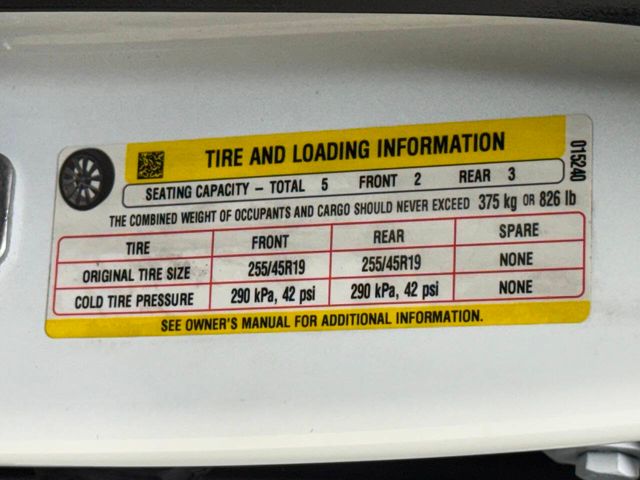 TIRE AND LOADING INFORMATION
015240
SEATING CAPACITY – TOTAL 5 FRONT 2 REAR 3
THE COMBINED WEIGHT OF OCCUPANTS AND CARGO SHOULD NEVER EXCEED 375 kg OR 826 lb
TIRE FRONT REAR SPARE
ORIGINAL TIRE SIZE 255/45R19 255/45R19 NONE
COLD TIRE PRESSURE 290 kPa, 42 psi 290 kPa, 42 psi NONE
SEE OWNER'S MANUAL FOR ADDITIONAL INFORMATION.